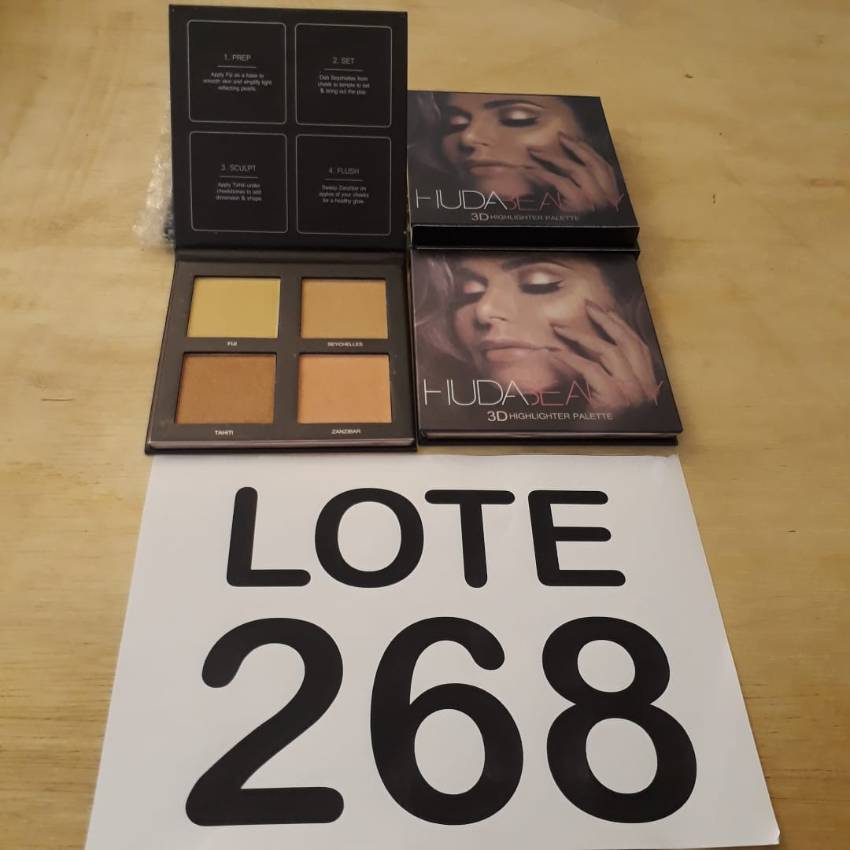 1. PREP
Apply Fiji as a base to
smooth skin and amplify light
reflecting pearls.
2. SET
Dab Seychelles from
cheek to temple to set
& bring out the pop.
3. SCULPT
Apply Tahiti under
cheekbones to add
dimension & shape.
4. FLUSH
Sweep Zanzibar on
apples of your cheeks
for a healthy glow.
FIJI
SEYCHELLES
TAHITI
ZANZIBAR
HUDABEAUTY
3D HIGHLIGHTER PALETTE
HUDABEAUTY
3D HIGHLIGHTER PALETTE
LOTE
268